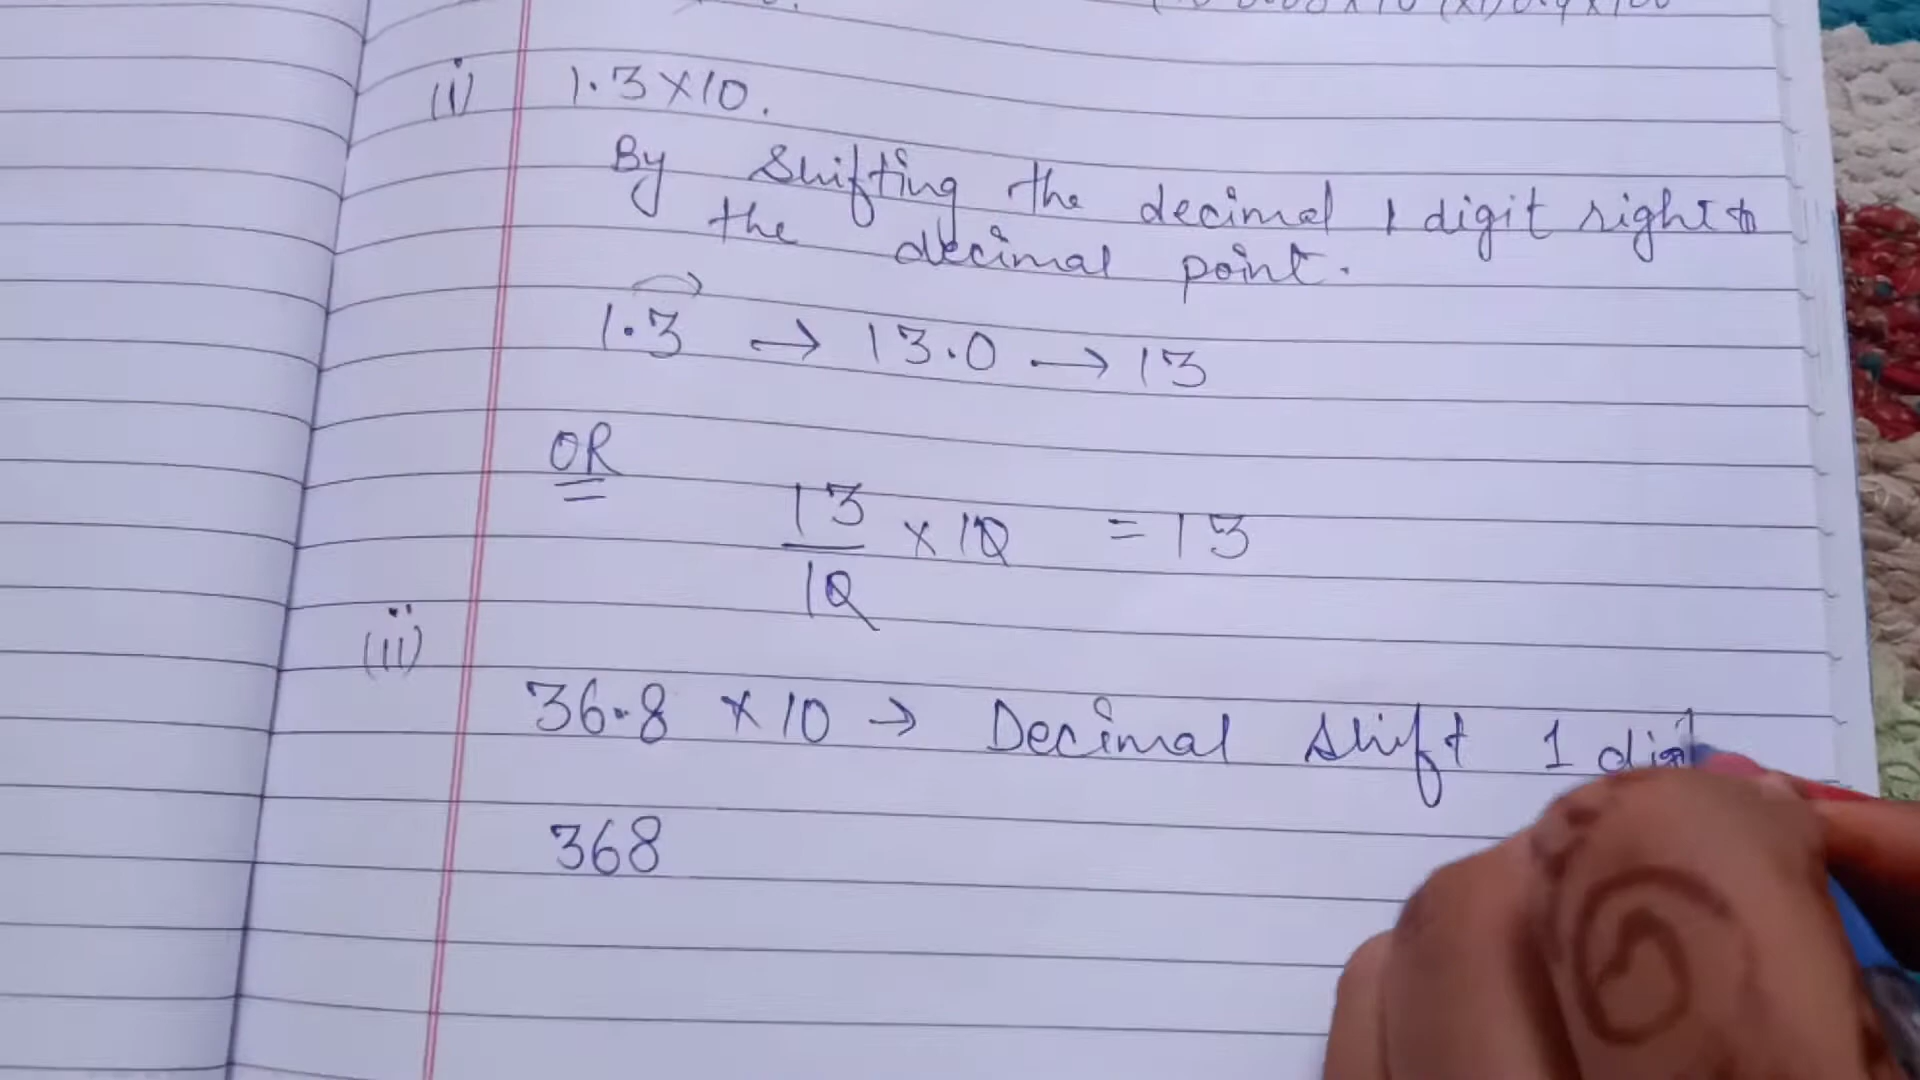 (i) 1.3×10.
By shifting the decimal 1 digit right to
the decimal point.
1.3 → 13.0 → 13
OR
13/10 × 10 = 13
(ii)
36.8 × 10 → Decimal shift 1 digit
368